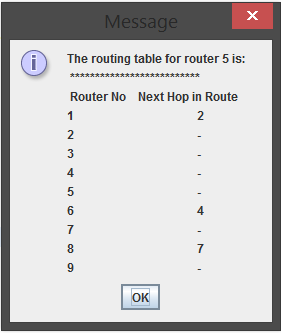 Message
X
i
The routing table for router 5 is:
**************************
Router No Next Hop in Route
1 2
2 -
3 -
4 -
5 -
6 4
7 -
8 7
9 -
OK